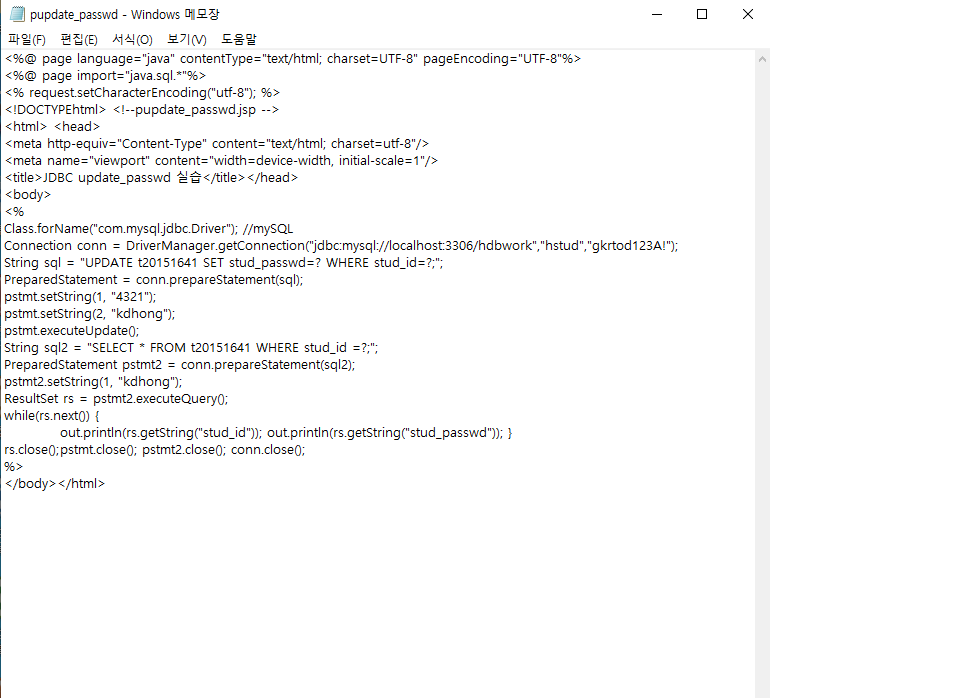 pupdate_passwd - Windows 메모장
파일(F) 편집(E) 서식(O) 보기(V) 도움말
<%@ page language="java" contentType="text/html; charset=UTF-8" pageEncoding="UTF-8"%>
<%@ page import="java.sql.*"%>
<% request.setCharacterEncoding("utf-8"); %>
<!DOCTYPEhtml> <!--pupdate_passwd.jsp -->
<html> <head>
<meta http-equiv="Content-Type" content="text/html; charset=utf-8"/>
<meta name="viewport" content="width=device-width, initial-scale=1"/>
<title>JDBC update_passwd 실습</title></head>
<body>
<%
Class.forName("com.mysql.jdbc.Driver"); //mySQL
Connection conn = DriverManager.getConnection("jdbc:mysql://localhost:3306/hdbwork","hstud","gkrtod123A!");
String sql = "UPDATE t20151641 SET stud_passwd=? WHERE stud_id=?;";
PreparedStatement = conn.prepareStatement(sql);
pstmt.setString(1, "4321");
pstmt.setString(2, "kdhong");
pstmt.executeUpdate();
String sql2 = "SELECT * FROM t20151641 WHERE stud_id =?;";
PreparedStatement pstmt2 = conn.prepareStatement(sql2);
pstmt2.setString(1, "kdhong");
ResultSet rs = pstmt2.executeQuery();
while(rs.next()) {
out.println(rs.getString("stud_id")); out.println(rs.getString("stud_passwd")); }
rs.close();pstmt.close(); pstmt2.close(); conn.close();
%>
</body></html>